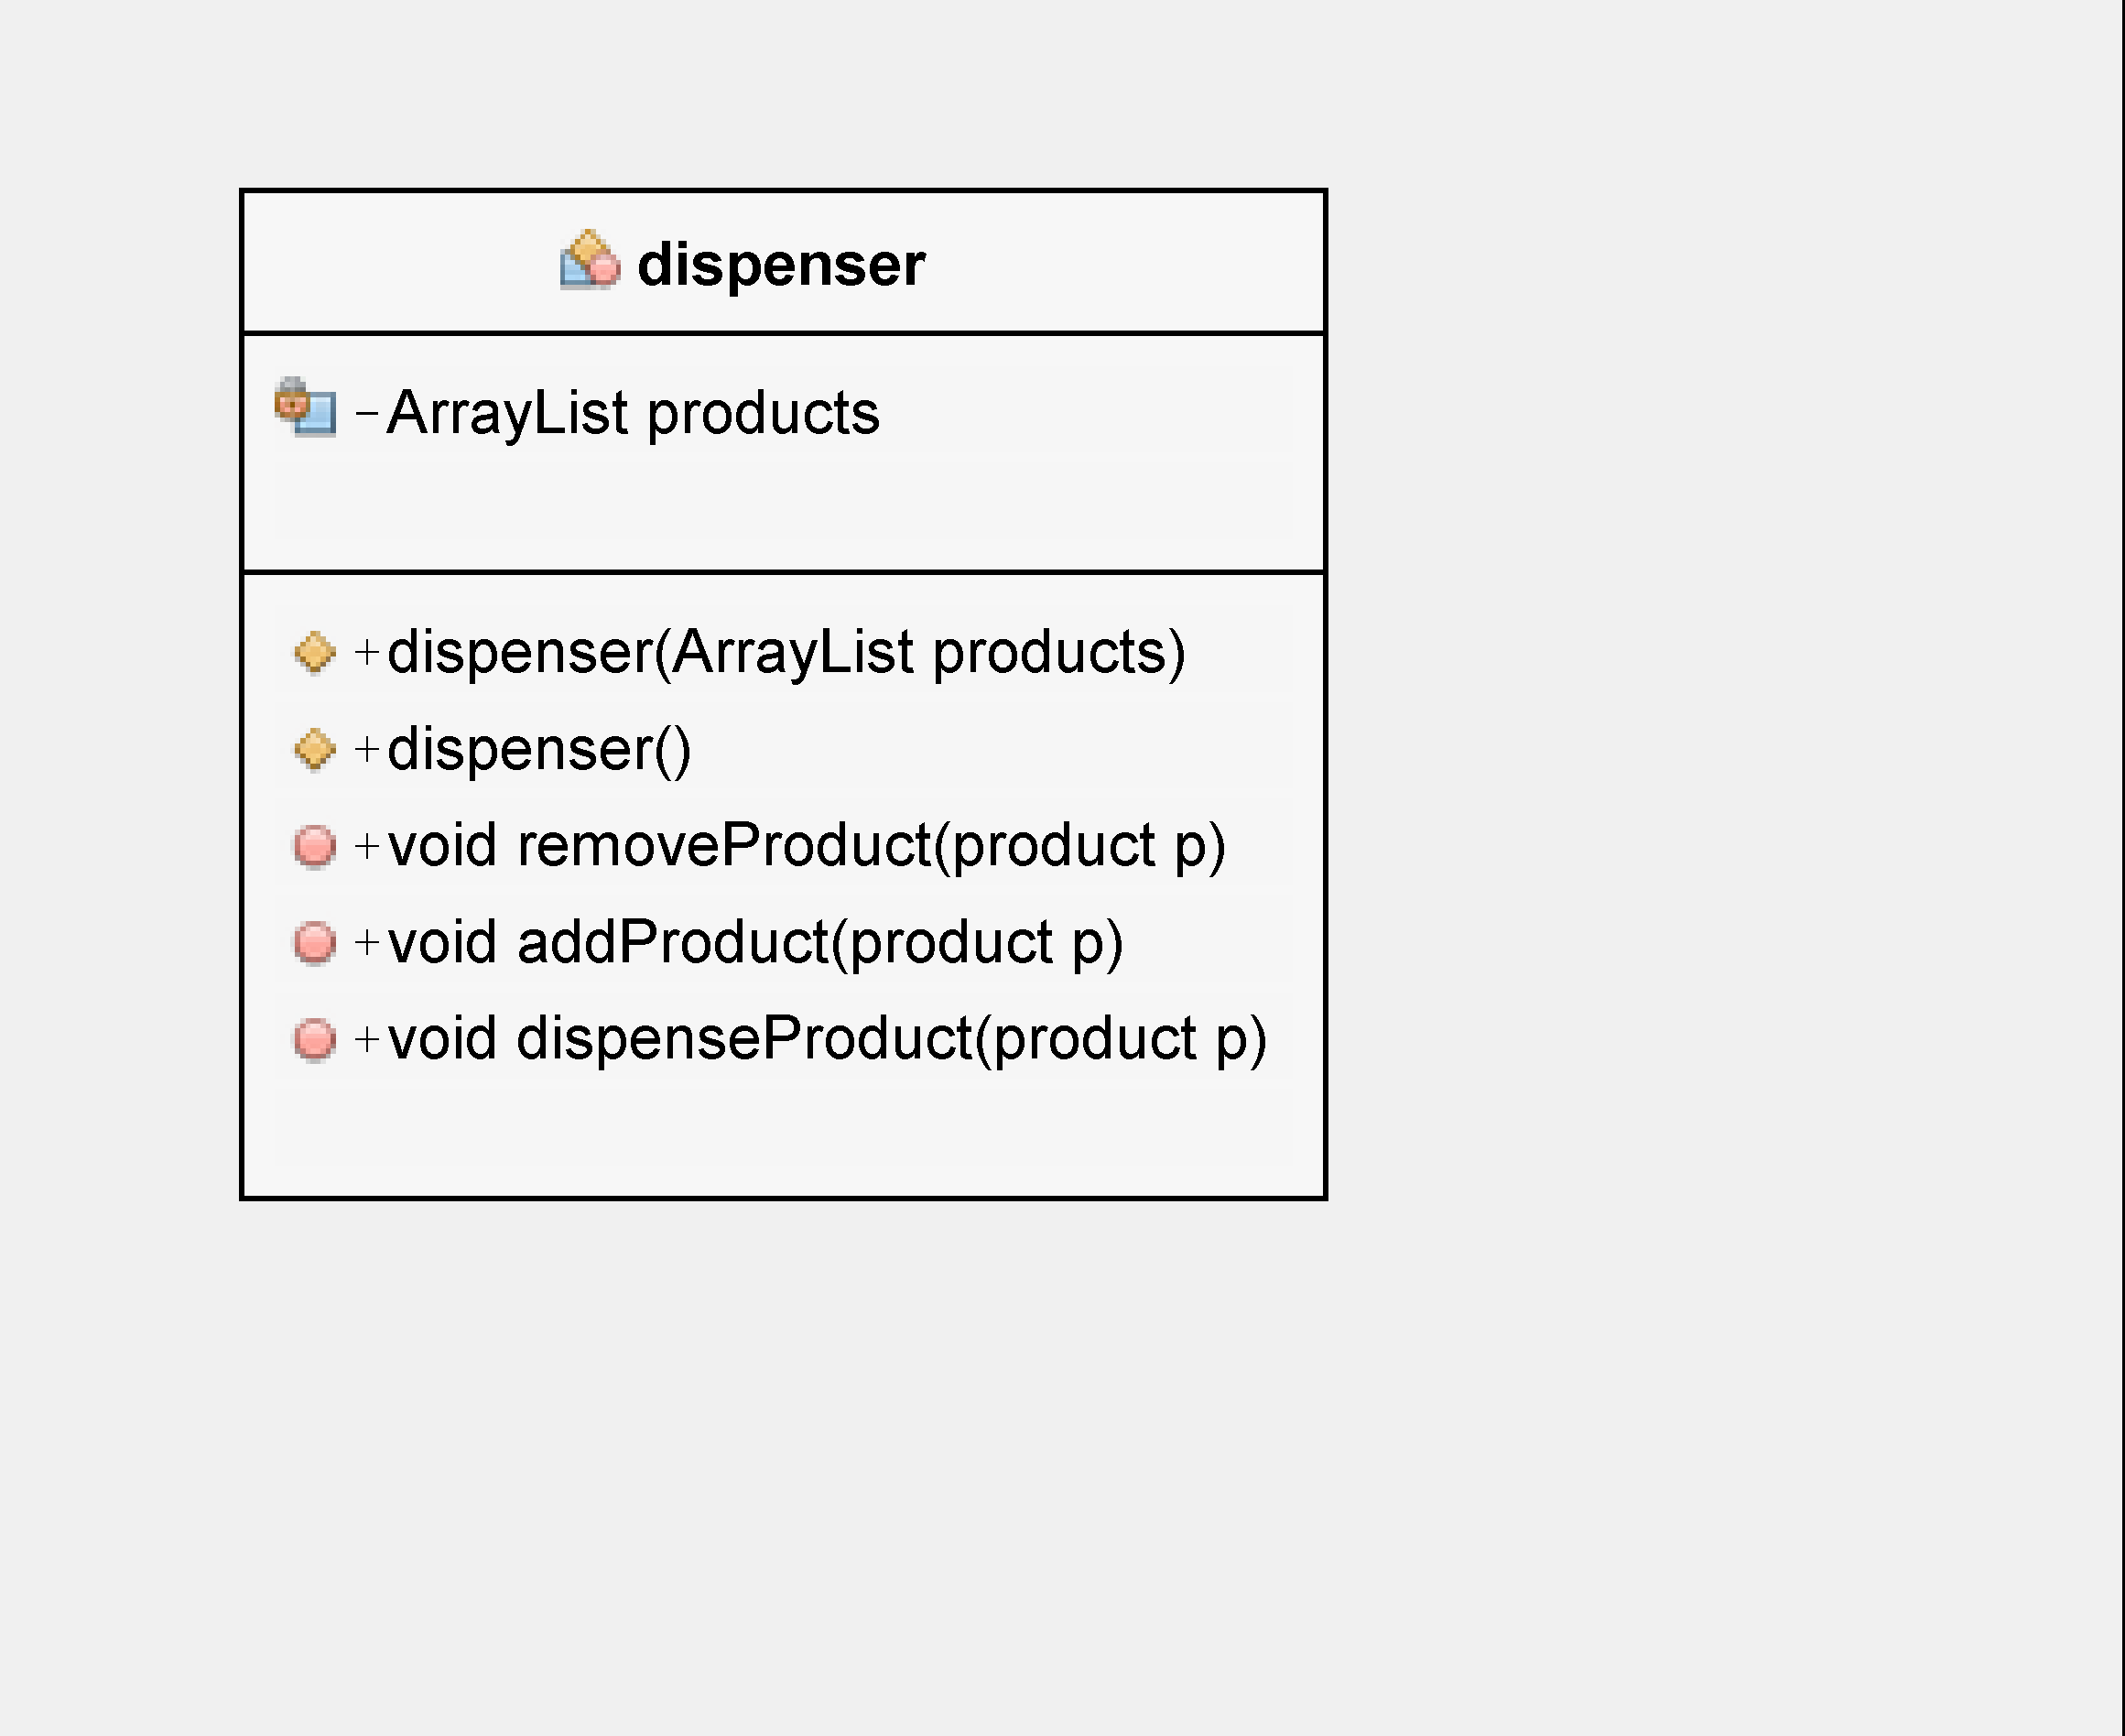 dispenser
-ArrayList products
+dispenser(ArrayList products)
+dispenser()
+void removeProduct(product p)
+void addProduct(product p)
+void dispenseProduct(product p)